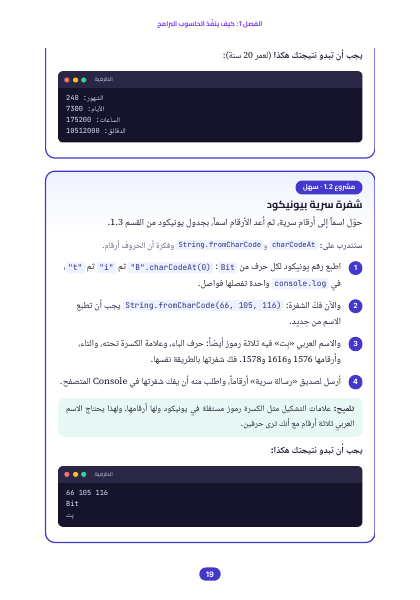 الفصل 1: كيف ينفّذ الحاسوب البرامج
يجب أن تبدو نتيجتك هكذا (لعمر 20 سنة):
الطرفية
الشهور: 240
الأيام: 7300
الساعات: 175200
الدقائق: 10512000
مشروع 1.2 · سهل
شفرة سرية بيونيكود
حوّل اسماً إلى أرقام سرية، ثم أعد الأرقام اسماً، بجدول يونيكود من القسم 1.3.
ستتدرب على: charCodeAt و String.fromCharCode وفكرة أن الحروف أرقام.
1 اطبع رقم يونيكود لكل حرف من Bit : "B".charCodeAt(0) ثم "i" ثم "t" ،
في console.log واحدة تفصلها فواصل.
2 والآن فكّ الشفرة: String.fromCharCode(66, 105, 116) يجب أن تطبع
الاسم من جديد.
3 والاسم العربي «بِت» فيه ثلاثة رموز أيضاً: حرف الباء، وعلامة الكسرة تحته، والتاء،
وأرقامها 1576 و1616 و1578. فكّ شفرتها بالطريقة نفسها.
4 أرسل لصديق «رسالة سرية» أرقاماً، واطلب منه أن يفك شفرتها في Console المتصفح.
تلميح: علامات التشكيل مثل الكسرة رموز مستقلة في يونيكود ولها أرقامها، ولهذا يحتاج الاسم
العربي ثلاثة أرقام مع أنك ترى حرفين.
يجب أن تبدو نتيجتك هكذا:
الطرفية
66 105 116
Bit
بِت
19